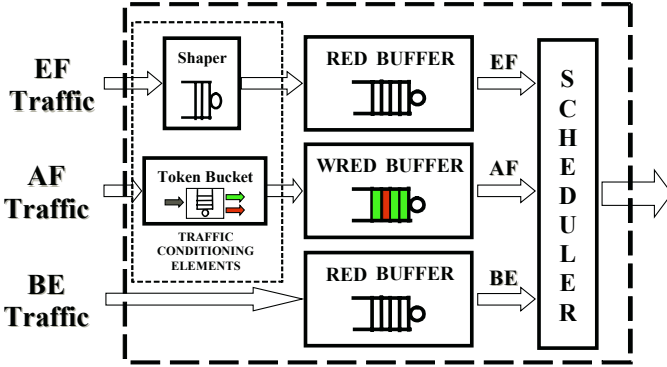 EF
Traffic
Shaper
RED BUFFER
EF
AF
Traffic
Token Bucket
WRED BUFFER
AF
TRAFFIC
CONDITIONING
ELEMENTS
BE
Traffic
RED BUFFER
BE
SCHEDULER